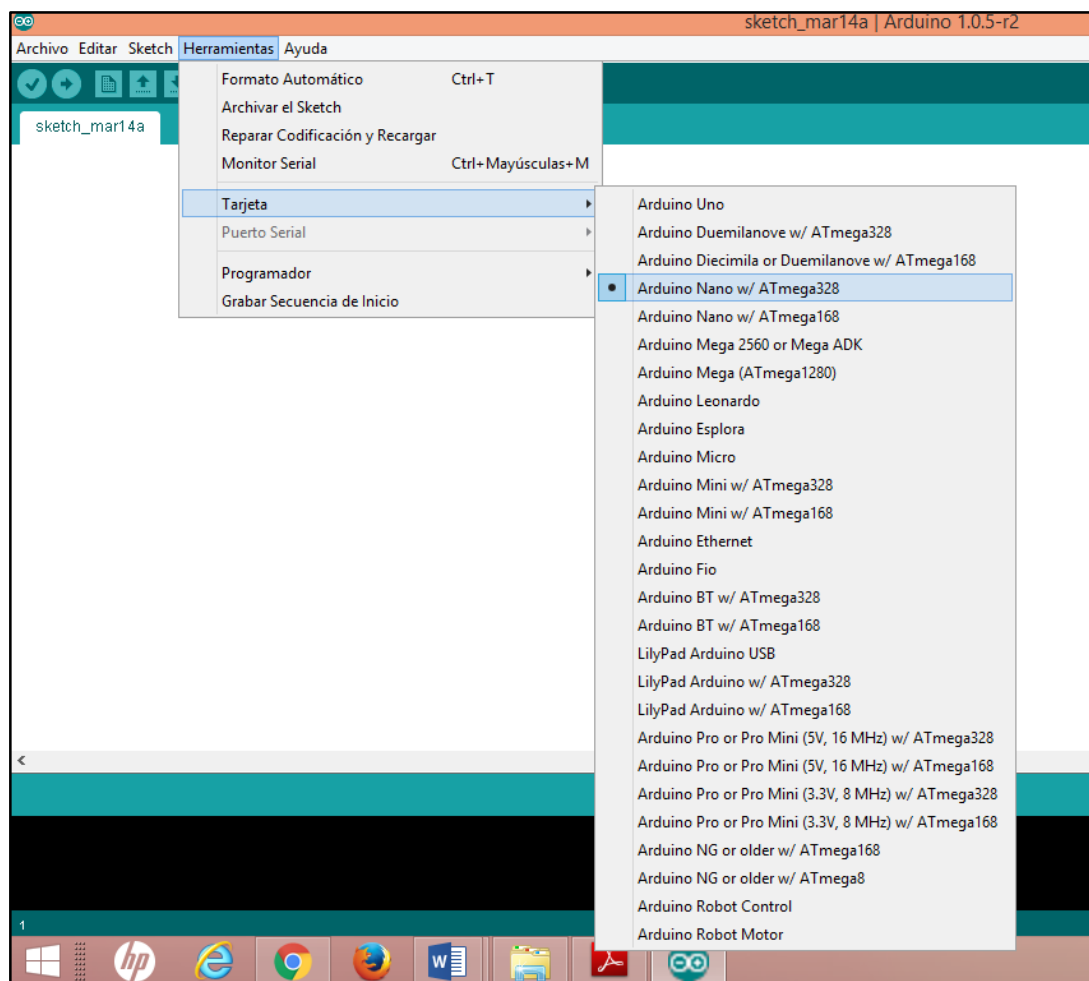 sketch_mar14a | Arduino 1.0.5-r2
Archivo Editar Sketch Herramientas Ayuda
Formato Automático Ctrl+T
Archivar el Sketch
Reparar Codificación y Recargar
Monitor Serial Ctrl+Mayúsculas+M
Tarjeta
Puerto Serial
Programador
Grabar Secuencia de Inicio
sketch_mar14a
Arduino Uno
Arduino Duemilanove w/ ATmega328
Arduino Diecimila or Duemilanove w/ ATmega168
Arduino Nano w/ ATmega328
Arduino Nano w/ ATmega168
Arduino Mega 2560 or Mega ADK
Arduino Mega (ATmega1280)
Arduino Leonardo
Arduino Esplora
Arduino Micro
Arduino Mini w/ ATmega328
Arduino Mini w/ ATmega168
Arduino Ethernet
Arduino Fio
Arduino BT w/ ATmega328
Arduino BT w/ ATmega168
LilyPad Arduino USB
LilyPad Arduino w/ ATmega328
LilyPad Arduino w/ ATmega168
Arduino Pro or Pro Mini (5V, 16 MHz) w/ ATmega328
Arduino Pro or Pro Mini (5V, 16 MHz) w/ ATmega168
Arduino Pro or Pro Mini (3.3V, 8 MHz) w/ ATmega328
Arduino Pro or Pro Mini (3.3V, 8 MHz) w/ ATmega168
Arduino NG or older w/ ATmega168
Arduino NG or older w/ ATmega8
Arduino Robot Control
Arduino Robot Motor
1
hp
W